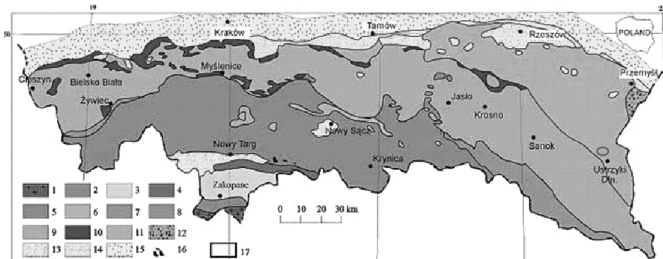 19
50
Kraków
Tarnów
Rzeszów
POLAND
Przemyśl
Cieszyn
Bielsko Biała
Myślenice
Żywiec
Jasło
Krosno
Nowy Sącz
Sanok
Nowy Targ
Krynica
Ustrzyki
Dln.
Zakopane
1 2 3 4
5 6 7 8
9 10 11 12
13 14 15 16 17
0 10 20 30 km